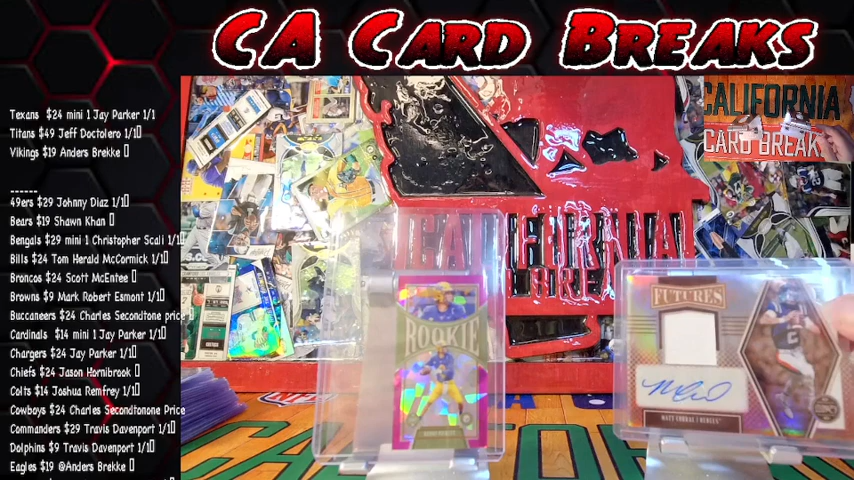 CA Card Breaks
Texans $24 mini 1 Jay Parker 1/1
Titans $49 Jeff Doctolero 1/1
Vikings $19 Anders Brekke
------
49ers $29 Johnny Diaz 1/1
Bears $19 Shawn Khan
Bengals $29 mini 1 Christopher Scali 1/1
Bills $24 Tom Herald McCormick 1/1
Broncos $24 Scott McEntee
Browns $9 Mark Robert Esmont 1/1
Buccaneers $24 Charles Secondtone price
Cardinals $14 mini 1 Jay Parker 1/1
Chargers $24 Jay Parker 1/1
Chiefs $24 Jason Hornibrook
Colts $14 Joshua Remfrey 1/1
Cowboys $24 Charles Secondtonone Price
Commanders $29 Travis Davenport 1/1
Dolphins $9 Travis Davenport 1/1
Eagles $19 @Anders Brekke
CALIFORNIA
CARD BREAK
ROOKIE
FUTURES
MATT CORRAL | REBELS